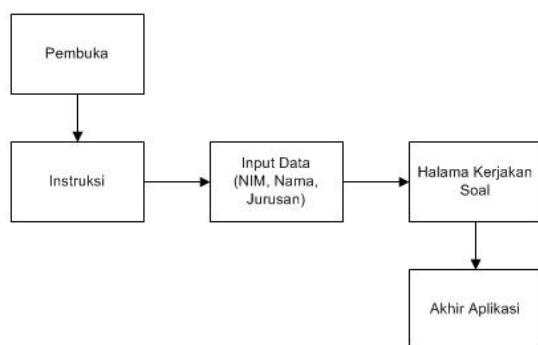 Pembuka
Instruksi
Input Data
(NIM, Nama,
Jurusan)
Halama Kerjakan
Soal
Akhir Aplikasi